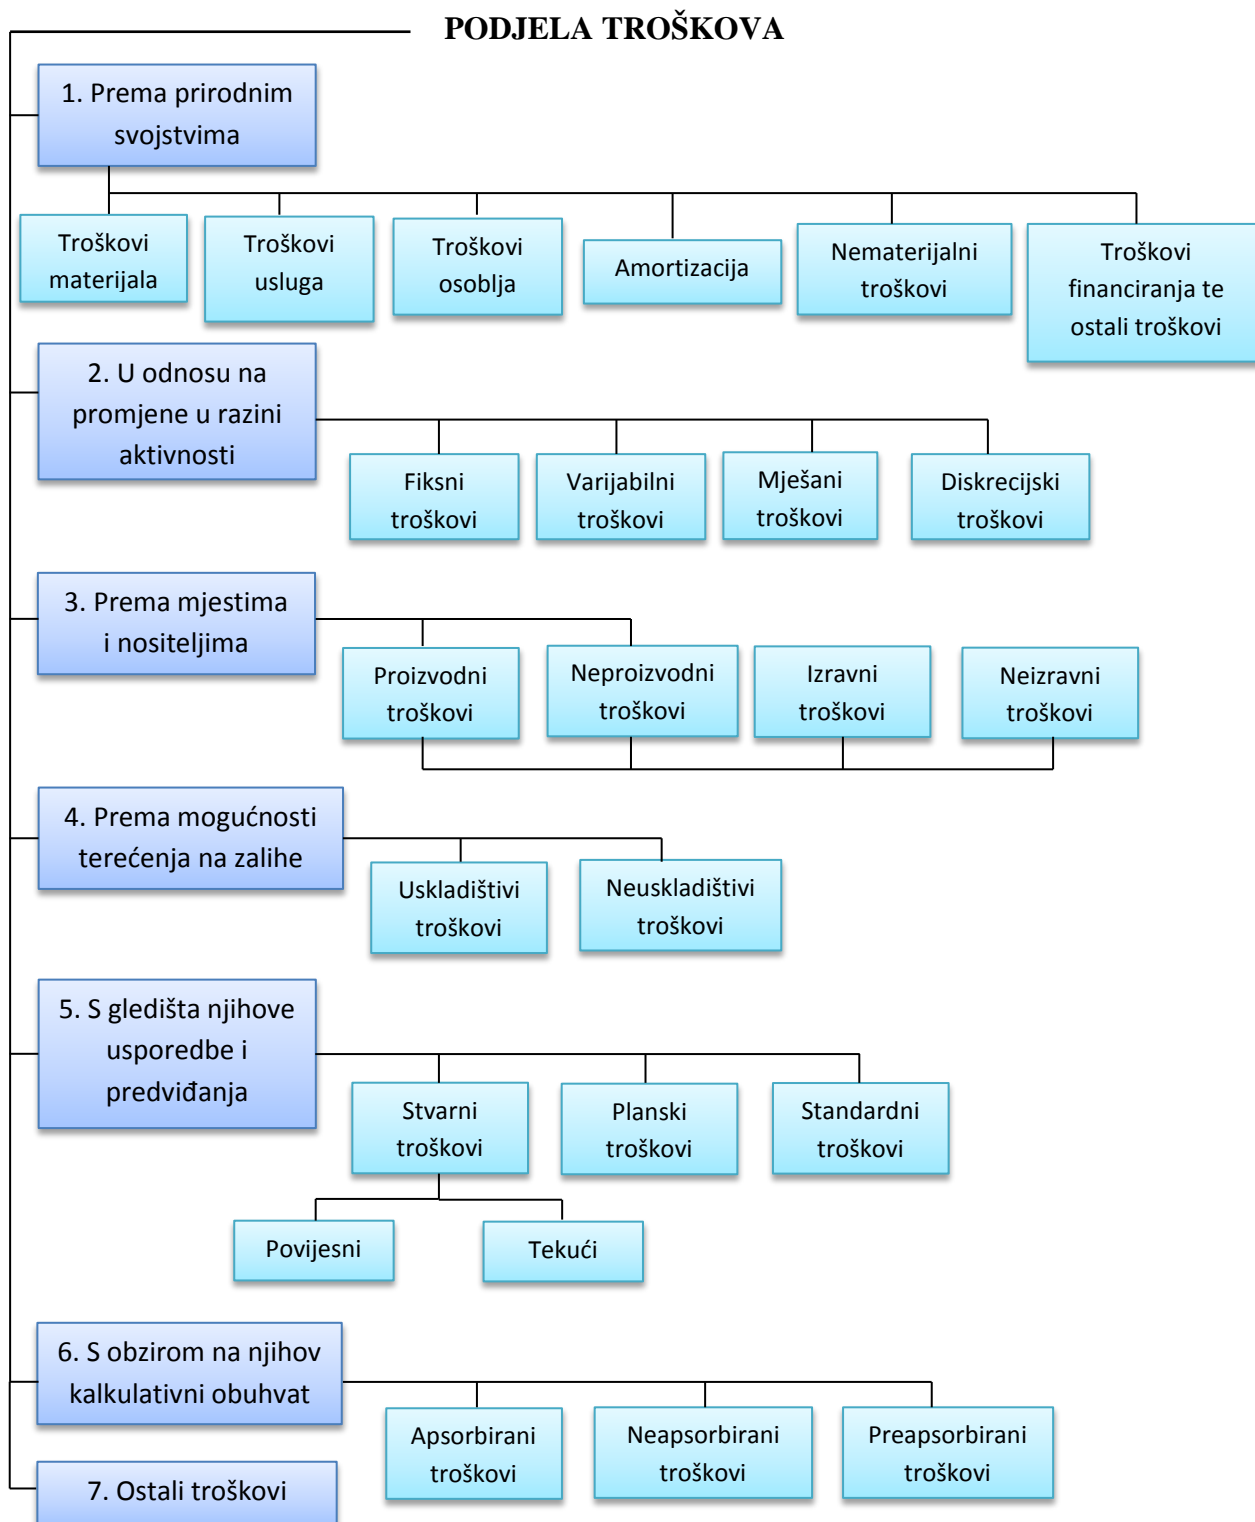 PODJELA TROŠKOVA
1. Prema prirodnim
svojstvima
Troškovi
materijala
Troškovi
usluga
Troškovi
osoblja
Amortizacija
Nematerijalni
troškovi
Troškovi
financiranja te
ostali troškovi
2. U odnosu na
promjene u razini
aktivnosti
Fiksni
troškovi
Varijabilni
troškovi
Mješani
troškovi
Diskrecijski
troškovi
3. Prema mjestima
i nositeljima
Proizvodni
troškovi
Neproizvodni
troškovi
Izravni
troškovi
Neizravni
troškovi
4. Prema mogućnosti
terećenja na zalihe
Uskladištivi
troškovi
Neuskladištivi
troškovi
5. S gledišta njihove
usporedbe i
predviđanja
Stvarni
troškovi
Planski
troškovi
Standardni
troškovi
Povijesni
Tekući
6. S obzirom na njihov
kalkulativni obuhvat
Apsorbirani
troškovi
Neapsorbirani
troškovi
Preapsorbirani
troškovi
7. Ostali troškovi